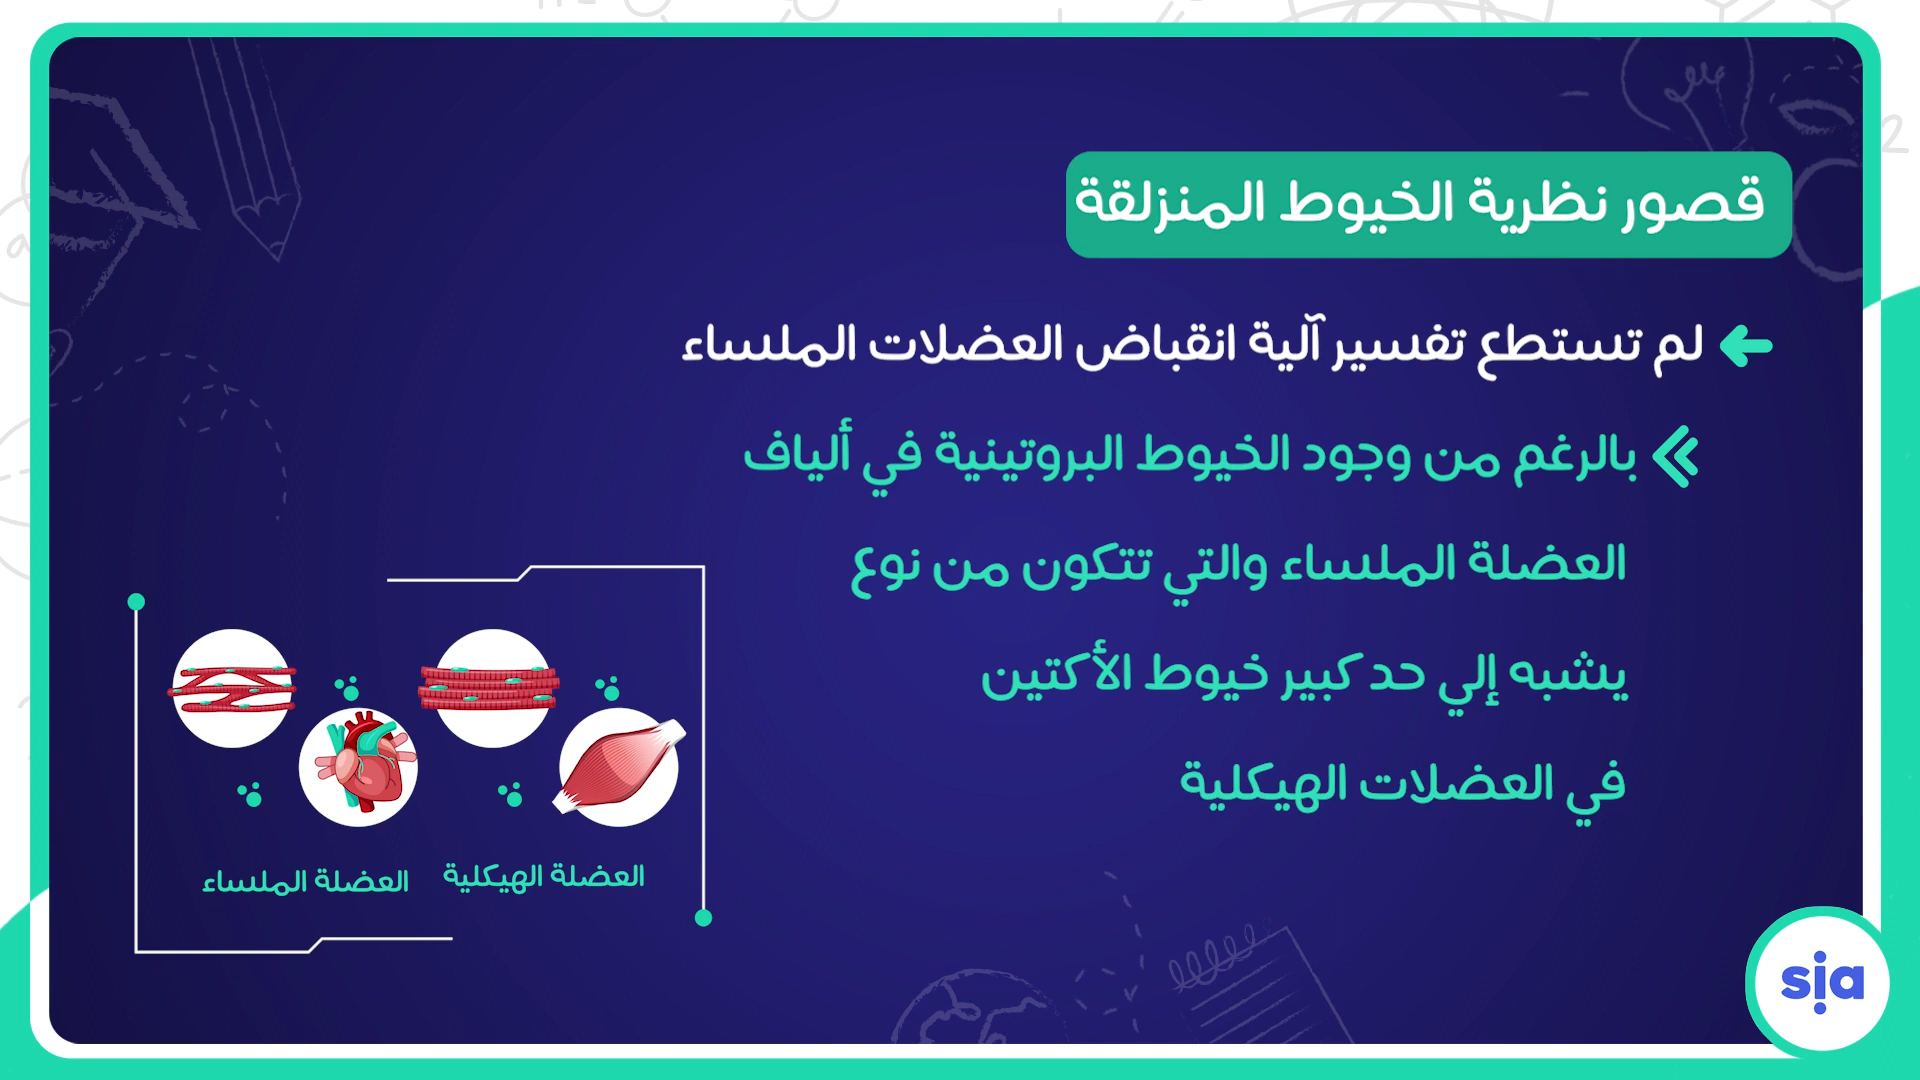 قصور نظرية الخيوط المنزلقة
لم تستطع تفسير آلية انقباض العضلات الملساء
بالرغم من وجود الخيوط البروتينية في ألياف
العضلة الملساء والتي تتكون من نوع
يشبه إلي حد كبير خيوط الأكتين
في العضلات الهيكلية
العضلة الهيكلية
العضلة الملساء
sia